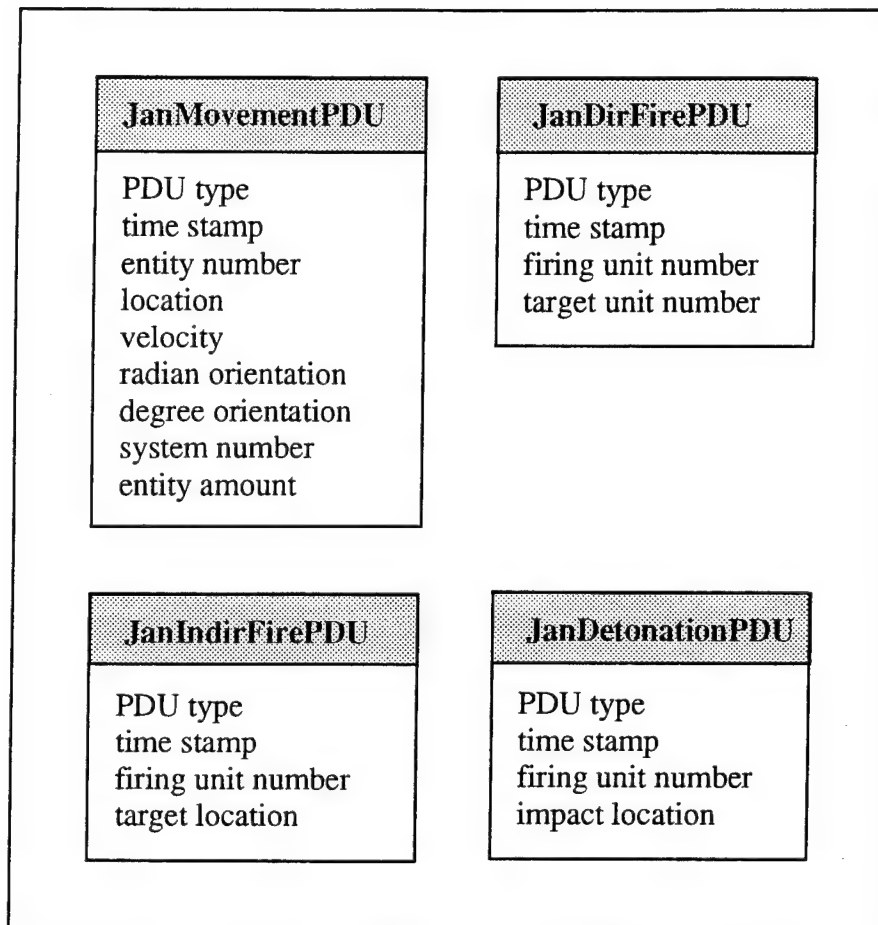 JanMovementPDU
PDU type
time stamp
entity number
location
velocity
radian orientation
degree orientation
system number
entity amount
JanDirFirePDU
PDU type
time stamp
firing unit number
target unit number
JanIndirFirePDU
PDU type
time stamp
firing unit number
target location
JanDetonationPDU
PDU type
time stamp
firing unit number
impact location